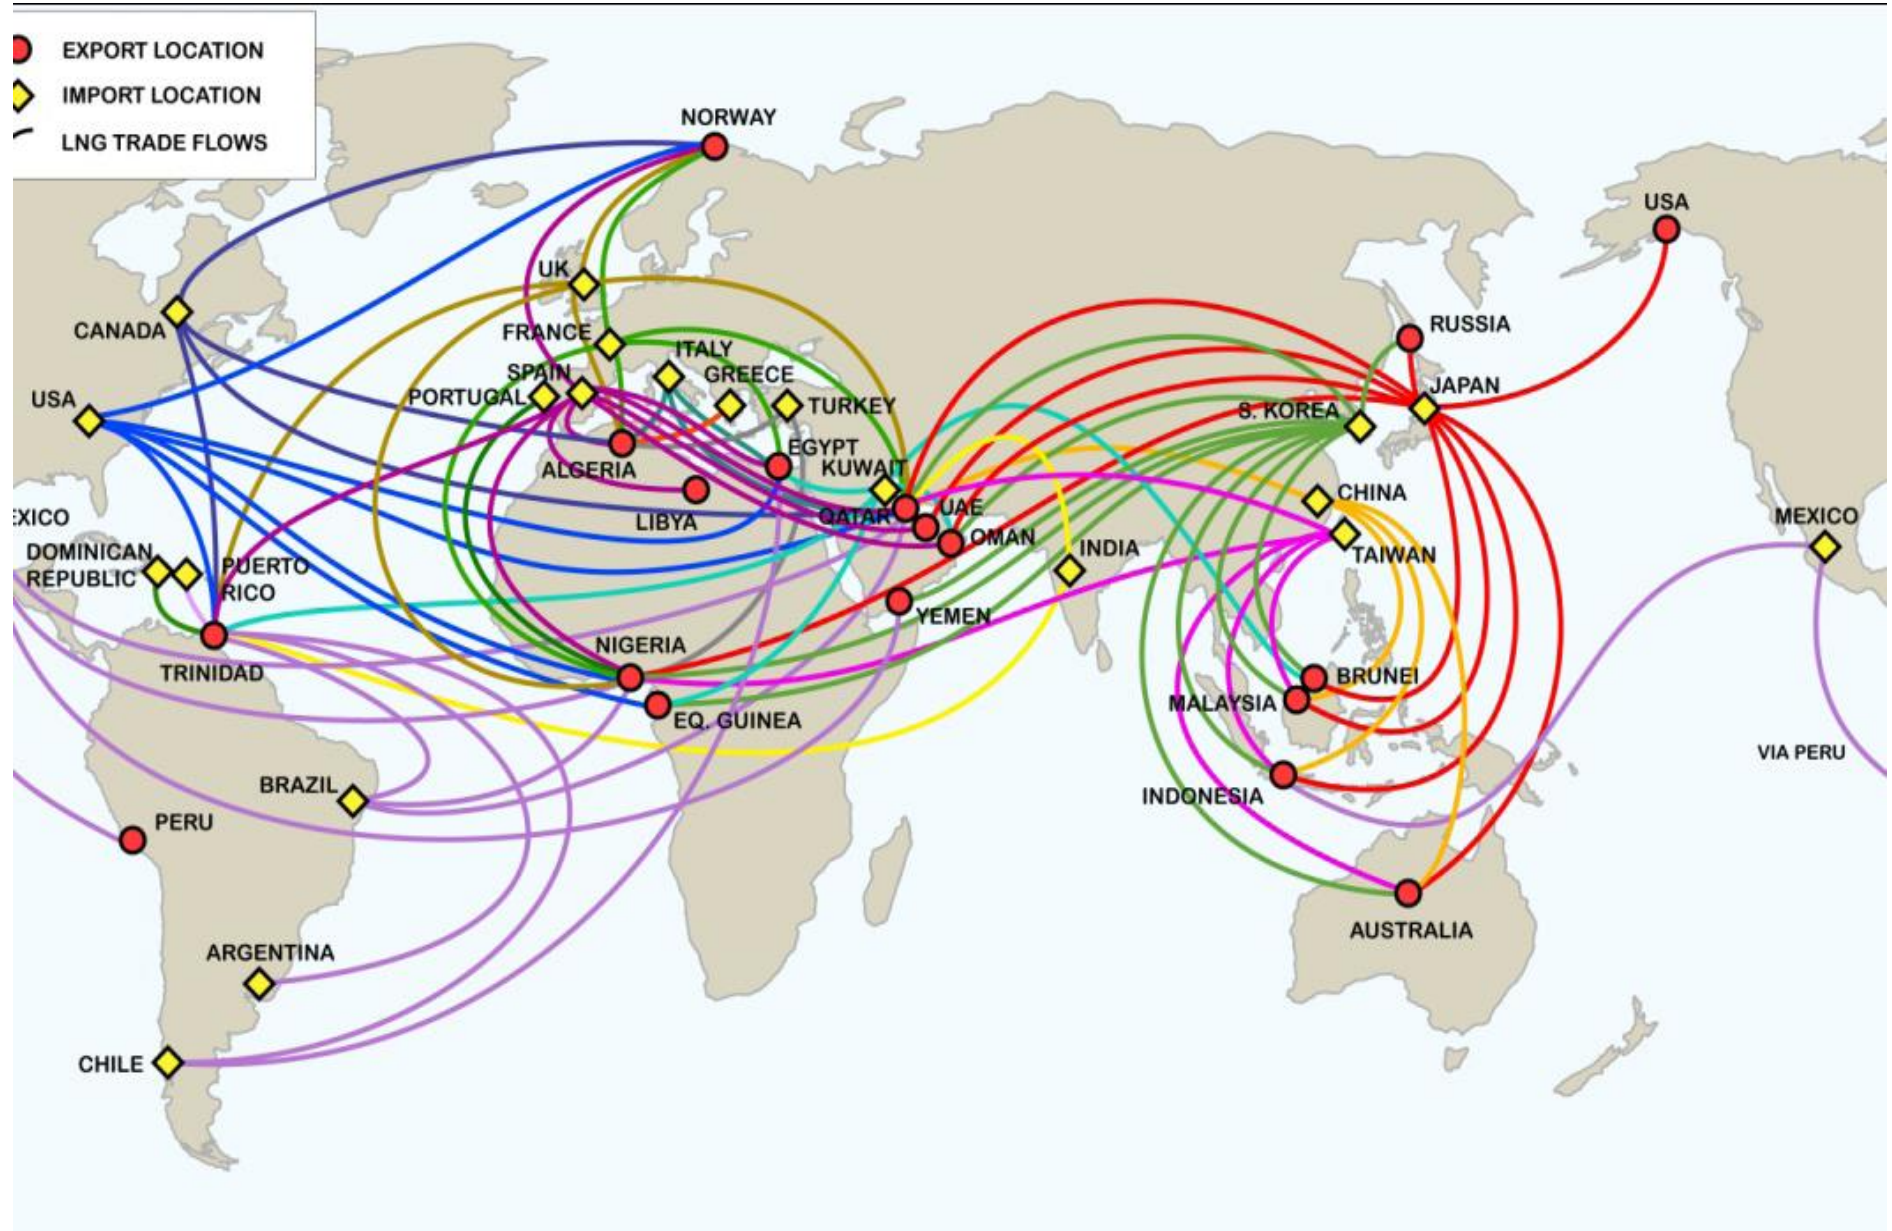 EXPORT LOCATION
IMPORT LOCATION
LNG TRADE FLOWS
NORWAY
USA
UK
CANADA
FRANCE
RUSSIA
ITALY
SPAIN
GREECE
JAPAN
USA
PORTUGAL
TURKEY
S. KOREA
EGYPT
ALGERIA
KUWAIT
CHINA
LIBYA
QATAR
UAE
EXICO
MEXICO
OMAN
DOMINICAN
REPUBLIC
PUERTO
RICO
INDIA
TAIWAN
YEMEN
NIGERIA
TRINIDAD
BRUNEI
MALAYSIA
EQ. GUINEA
VIA PERU
BRAZIL
INDONESIA
PERU
AUSTRALIA
ARGENTINA
CHILE